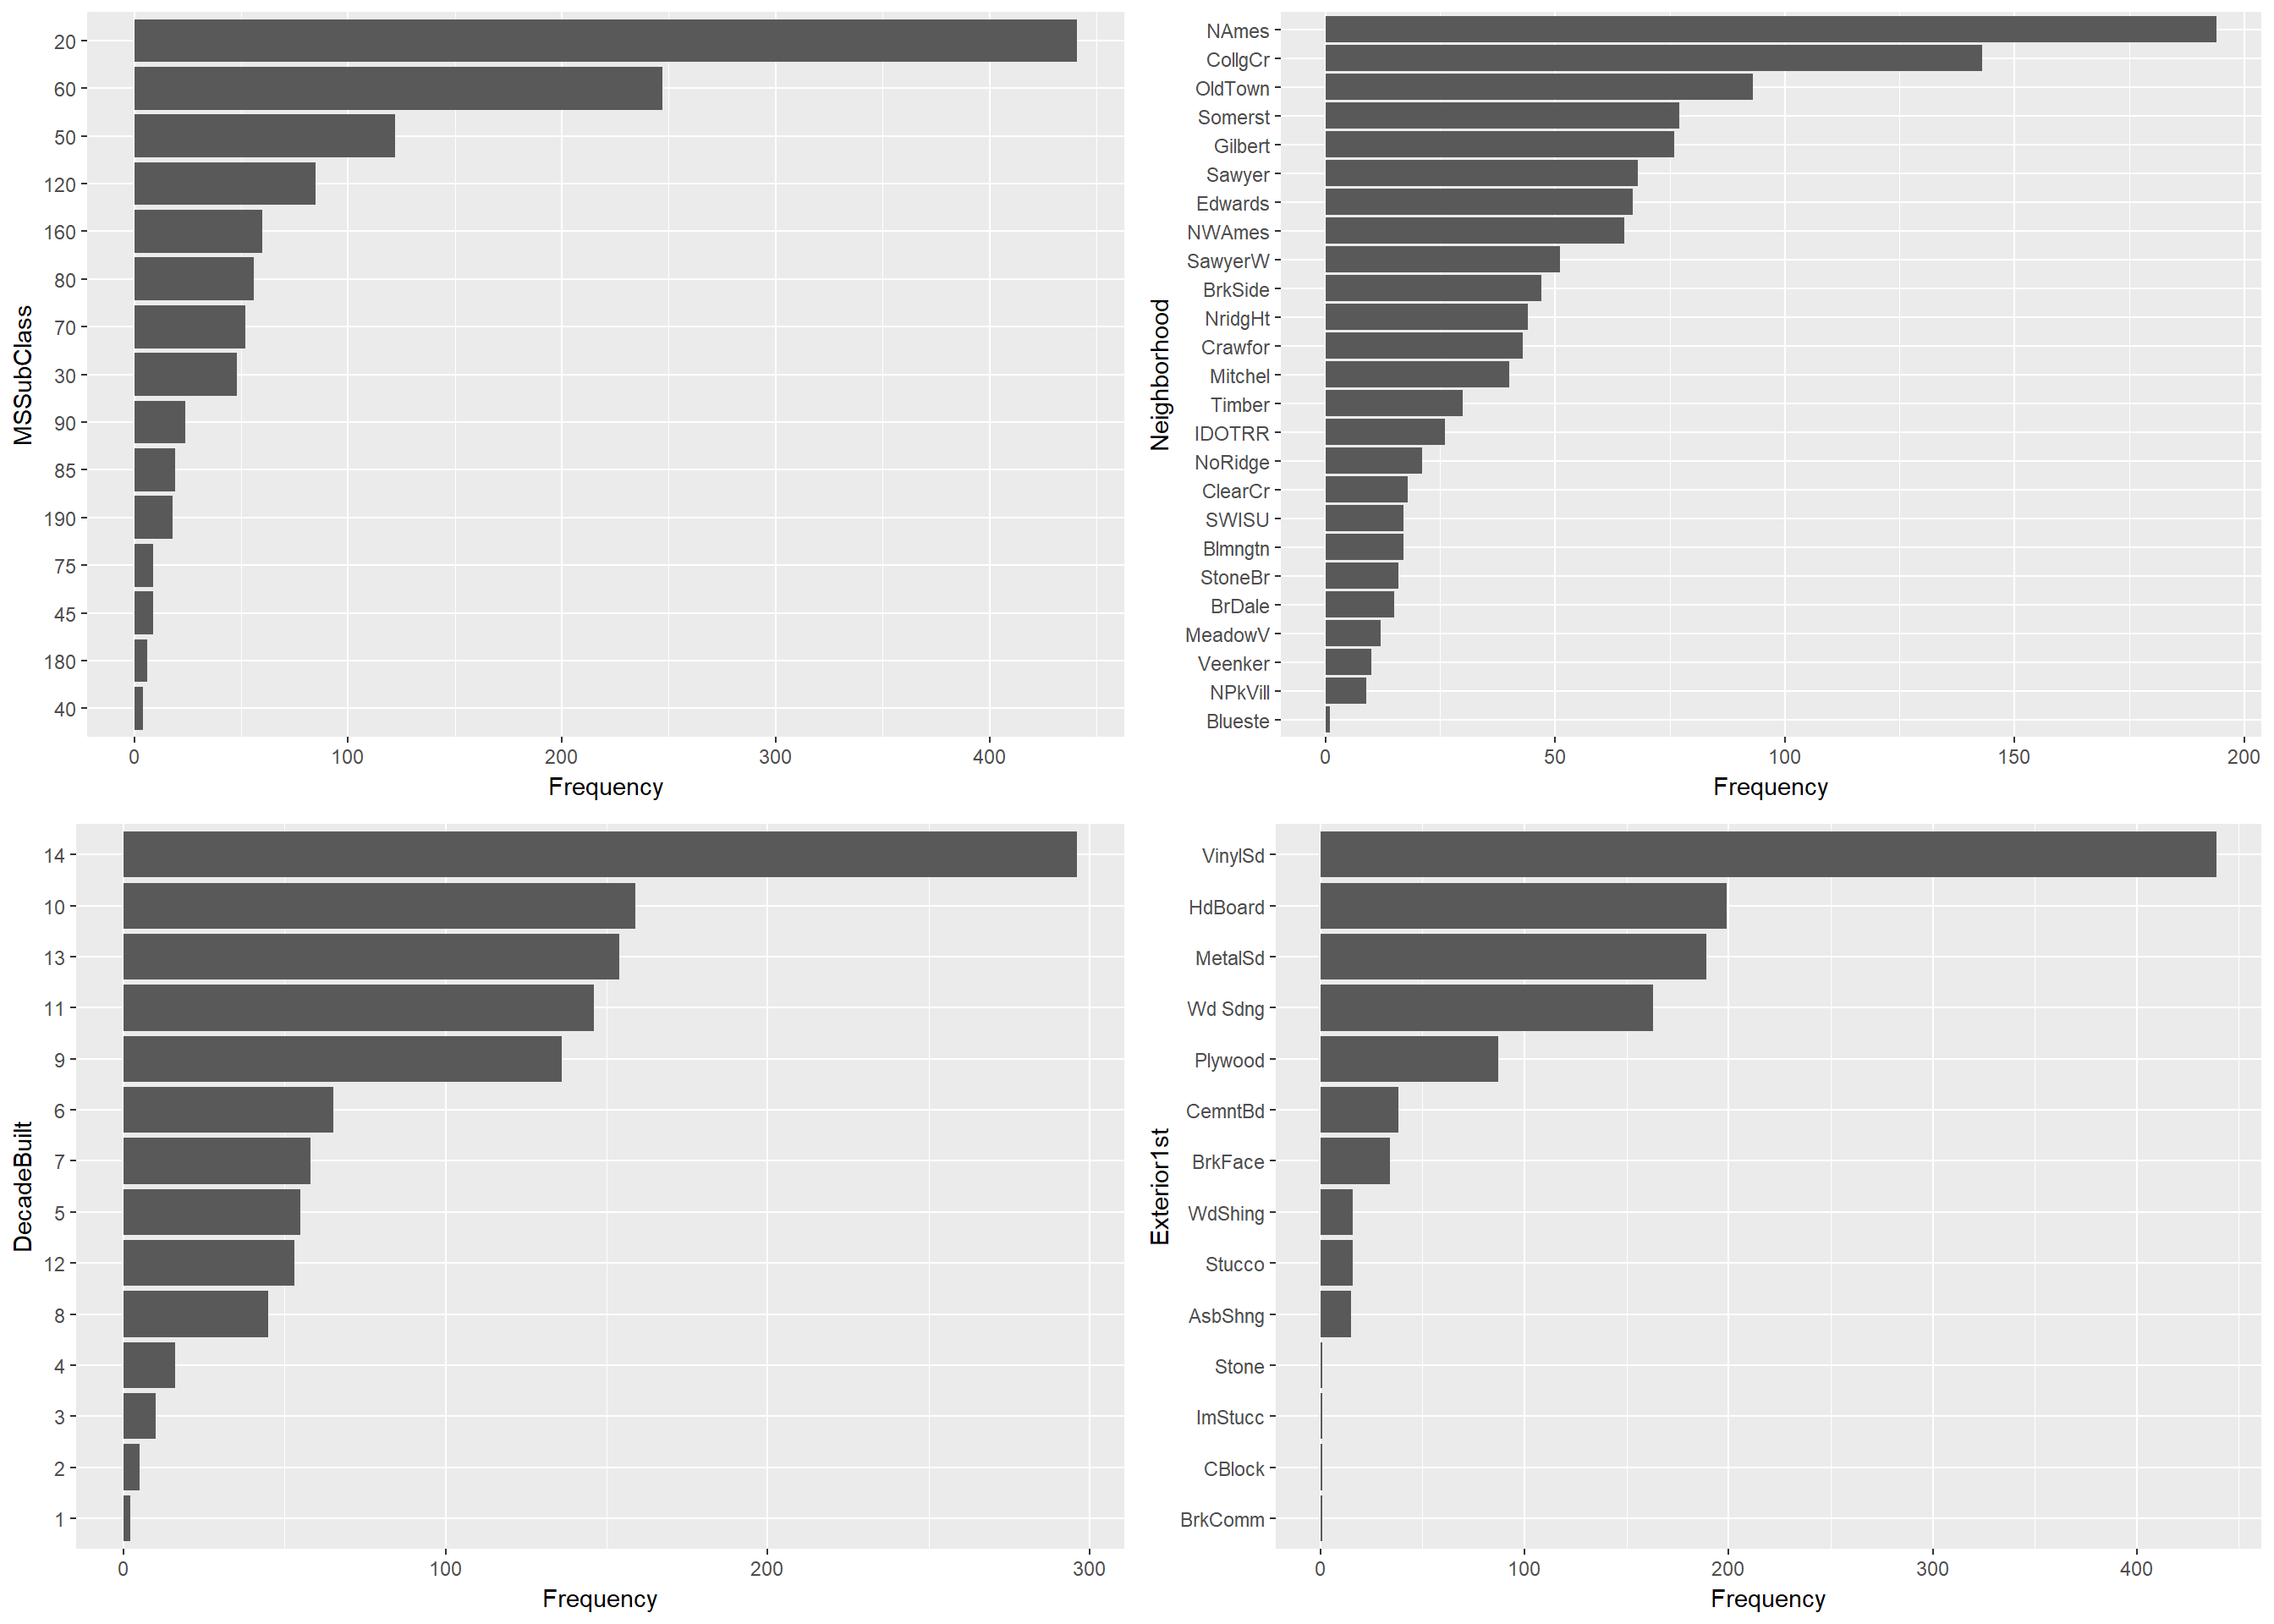 MSSubClass
20
60
50
120
160
80
70
30
90
85
190
75
45
180
40
0 100 200 300 400
Frequency
Neighborhood
NAmes
CollgCr
OldTown
Somerst
Gilbert
Sawyer
Edwards
NWAmes
SawyerW
BrkSide
NridgHt
Crawfor
Mitchel
Timber
IDOTRR
NoRidge
ClearCr
SWISU
Blmngtn
StoneBr
BrDale
MeadowV
Veenker
NPkVill
Blueste
0 50 100 150 200
Frequency
DecadeBuilt
14
10
13
11
9
6
7
5
12
8
4
3
2
1
0 100 200 300
Frequency
Exterior1st
VinylSd
HdBoard
MetalSd
Wd Sdng
Plywood
CemntBd
BrkFace
WdShing
Stucco
AsbShng
Stone
ImStucc
CBlock
BrkComm
0 100 200 300 400
Frequency